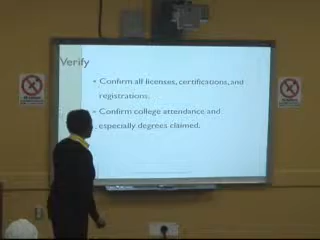 Verify
• Confirm all licenses, certifications, and
registrations.
• Confirm college attendance and
especially degrees claimed.